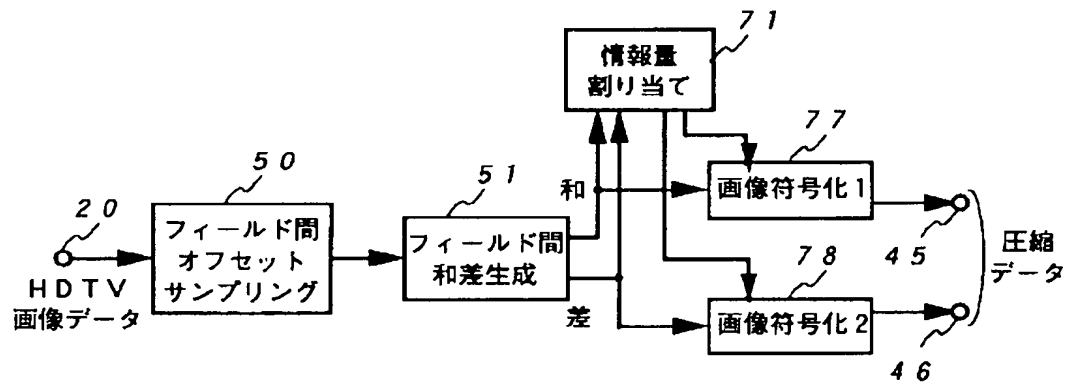 71
情報量
割り当て
77
50
51
和
画像符号化1
20
フィールド間
オフセット
サンプリング
フィールド間
和差生成
45
圧縮
データ
HDTV
画像データ
78
差
画像符号化2
46